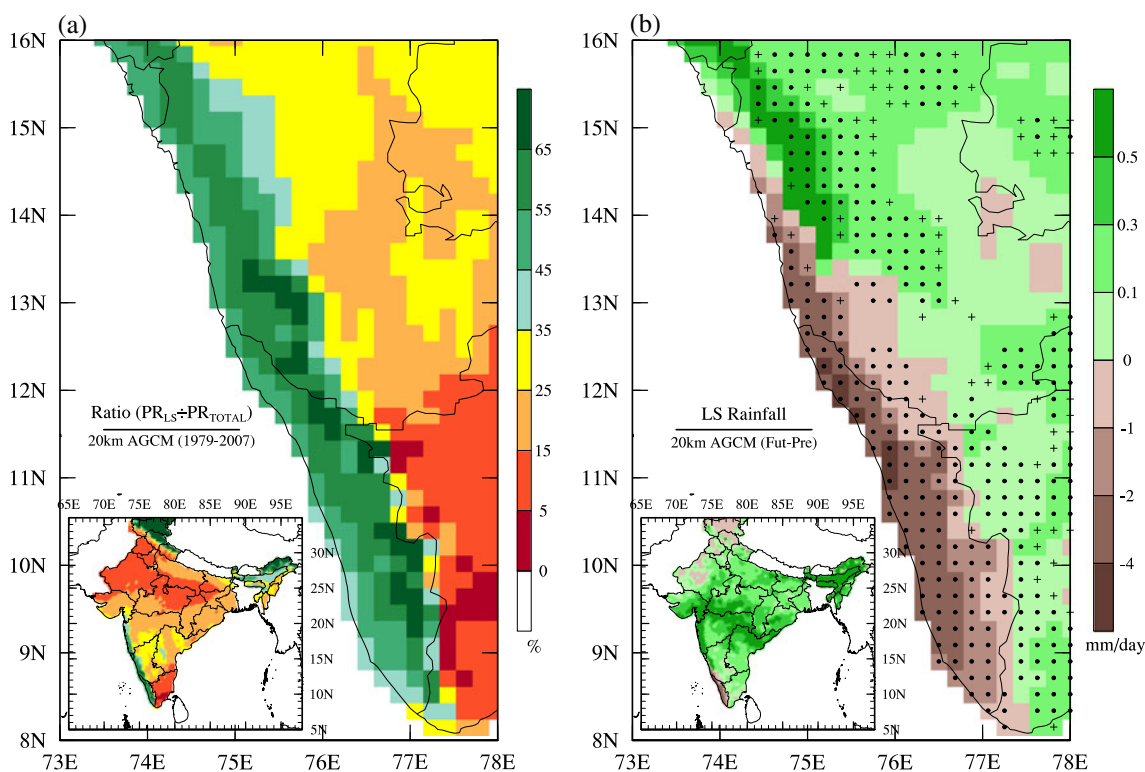 (a)
(b)
16N
15N
14N
13N
12N
11N
10N
9N
8N
73E 74E 75E 76E 77E 78E
Ratio (PR_LS÷PR_TOTAL)
20km AGCM (1979-2007)
65E 70E 75E 80E 85E 90E 95E
30N
25N
20N
15N
10N
5N
65
55
45
35
25
15
5
0
%
16N
15N
14N
13N
12N
11N
10N
9N
8N
73E 74E 75E 76E 77E 78E
LS Rainfall
20km AGCM (Fut-Pre)
65E 70E 75E 80E 85E 90E 95E
30N
25N
20N
15N
10N
5N
0.5
0.3
0.1
0
-1
-2
-4
mm/day